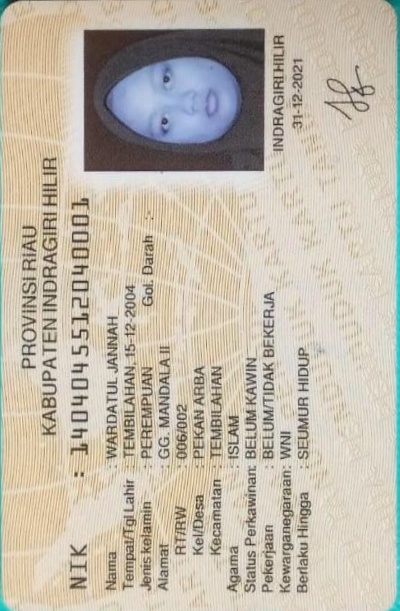 PROVINSI RIAU
KABUPATEN INDRAGIRI HILIR
NIK : 1404045512040001
Nama : WARDATUL JANNAH
Tempat/Tgl Lahir : TEMBILAHAN, 15-12-2004
Jenis kelamin : PEREMPUAN Gol. Darah : -
Alamat : GG. MANDALA II
RT/RW : 006/002
Kel/Desa : PEKAN ARBA
Kecamatan : TEMBILAHAN
Agama : ISLAM
Status Perkawinan: BELUM KAWIN
Pekerjaan : BELUM/TIDAK BEKERJA
Kewarganegaraan: WNI
Berlaku Hingga : SEUMUR HIDUP
INDRAGIRI HILIR
31-12-2021